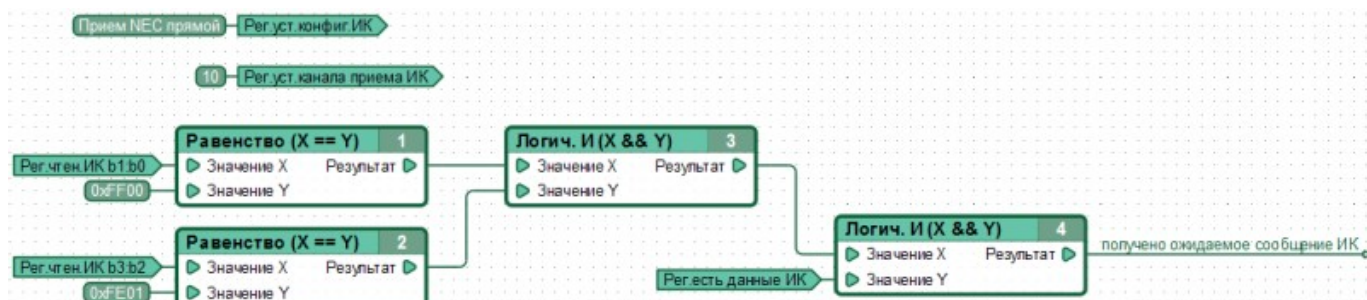 Прием NEC прямой Рег.уст.конфиг.ИК
10 Рег.уст.канала приема ИК
Равенство (X == Y) 1
Рег.чтен.ИК b1:b0 Значение X Результат
0xFF00 Значение Y
Логич. И (X && Y) 3
Значение X Результат
Значение Y
Равенство (X == Y) 2
Рег.чтен.ИК b3:b2 Значение X Результат
0xFE01 Значение Y
Логич. И (X && Y) 4
Значение X Результат
Рег.есть данные ИК Значение Y
получено ожидаемое сообщение ИК